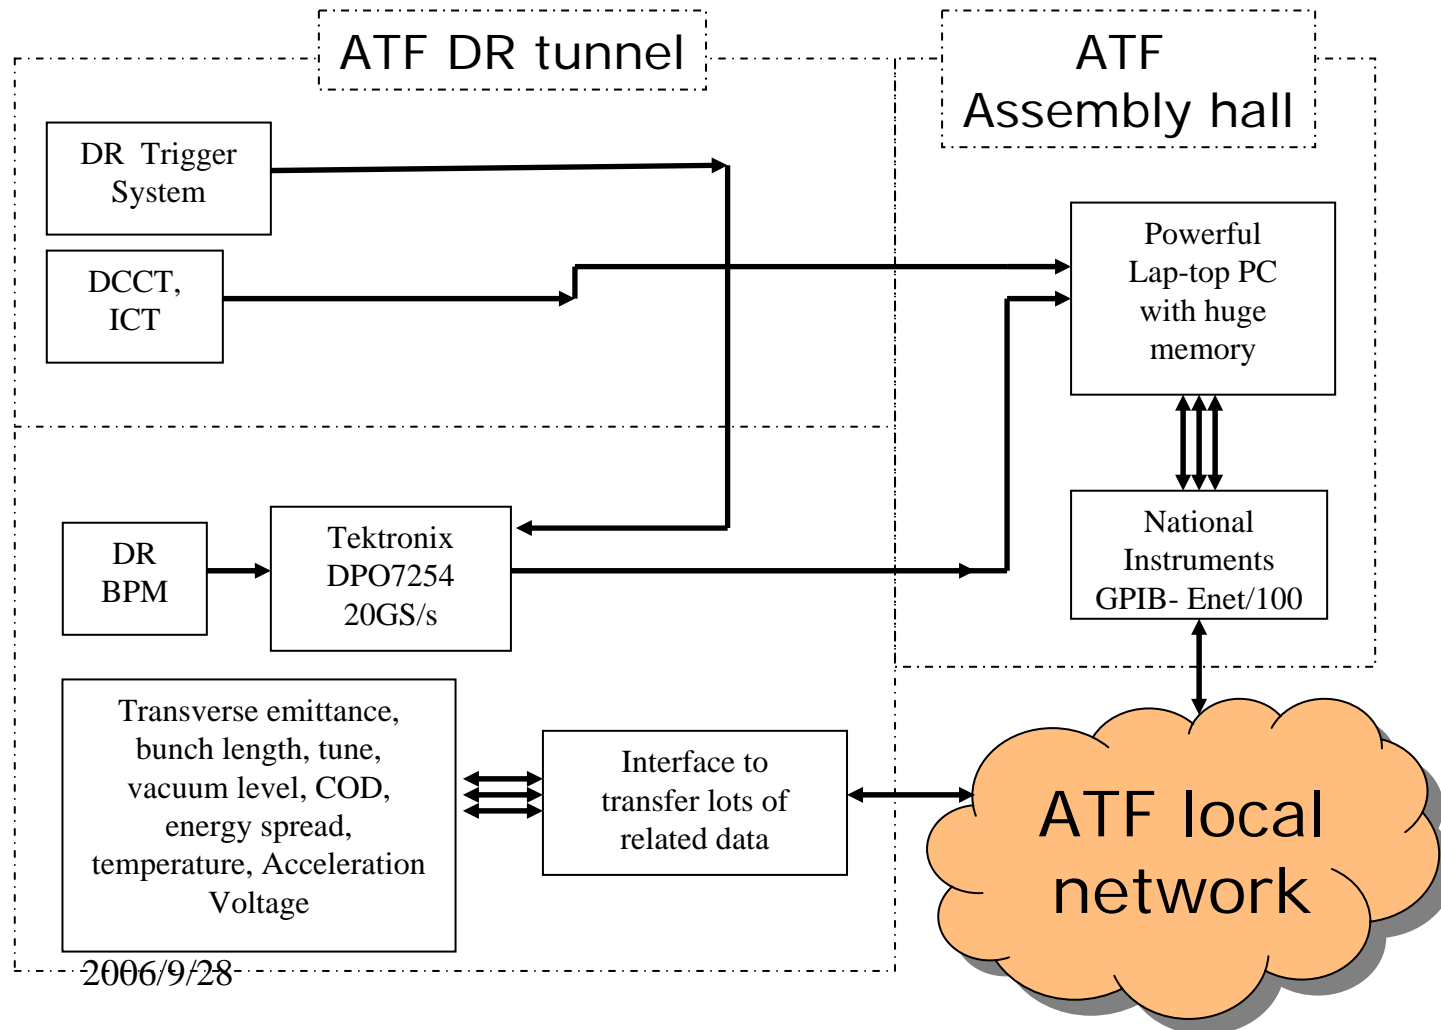 ATF DR tunnel
ATF
Assembly hall
DR Trigger
System
DCCT,
ICT
Powerful
Lap-top PC
with huge
memory
DR
BPM
Tektronix
DPO7254
20GS/s
National
Instruments
GPIB- Enet/100
Transverse emittance,
bunch length, tune,
vacuum level, COD,
energy spread,
temperature, Acceleration
Voltage
Interface to
transfer lots of
related data
ATF local
network
2006/9/28